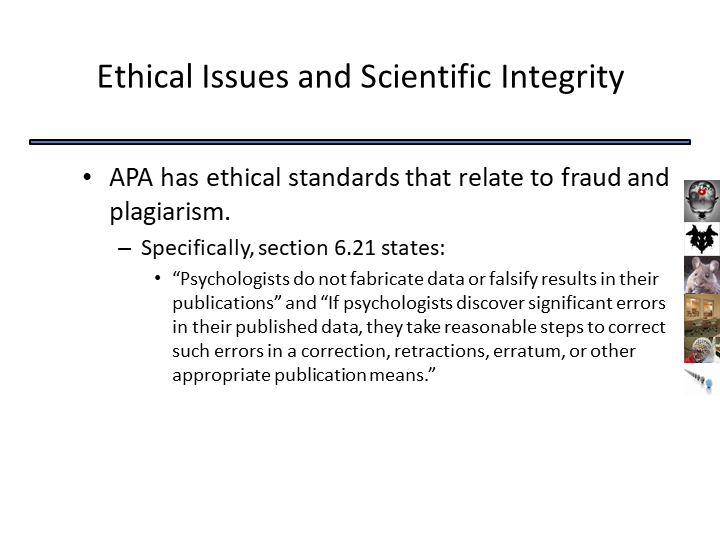 Ethical Issues and Scientific Integrity
• APA has ethical standards that relate to fraud and
plagiarism.
– Specifically, section 6.21 states:
• “Psychologists do not fabricate data or falsify results in their
publications” and “If psychologists discover significant errors
in their published data, they take reasonable steps to correct
such errors in a correction, retractions, erratum, or other
appropriate publication means.”